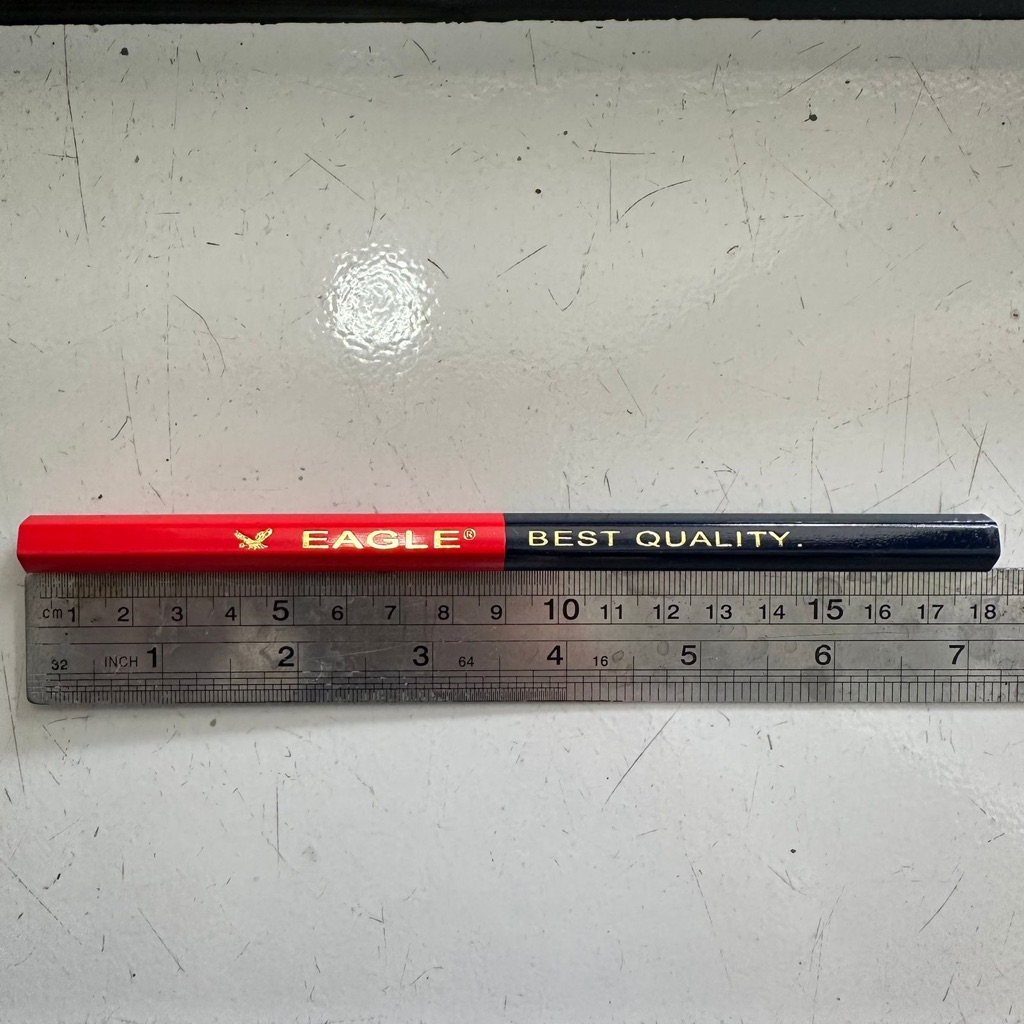 EAGLE® BEST QUALITY.
cm 1 2 3 4 5 6 7 8 9 10 11 12 13 14 15 16 17 18
32 INCH 1 2 3 64 4 16 5 6 7